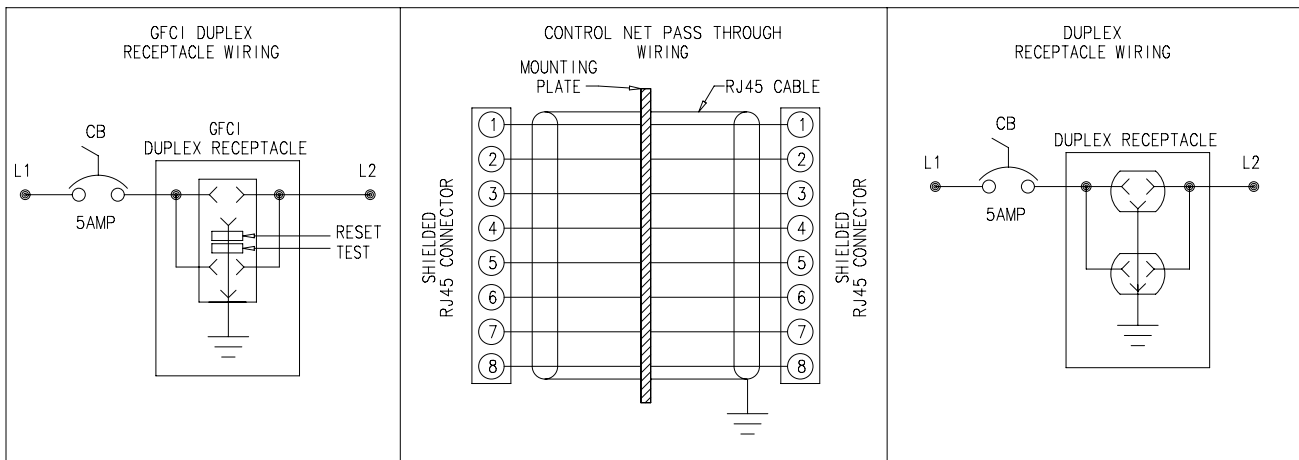 GFCI DUPLEX
RECEPTACLE WIRING
CB
GFCI
DUPLEX RECEPTACLE
L1
L2
5AMP
RESET
TEST
CONTROL NET PASS THROUGH
WIRING
MOUNTING
PLATE
RJ45 CABLE
SHIELDED
RJ45 CONNECTOR
1
2
3
4
5
6
7
8
1
2
3
4
5
6
7
8
SHIELDED
RJ45 CONNECTOR
DUPLEX
RECEPTACLE WIRING
CB
DUPLEX RECEPTACLE
L1
L2
5AMP